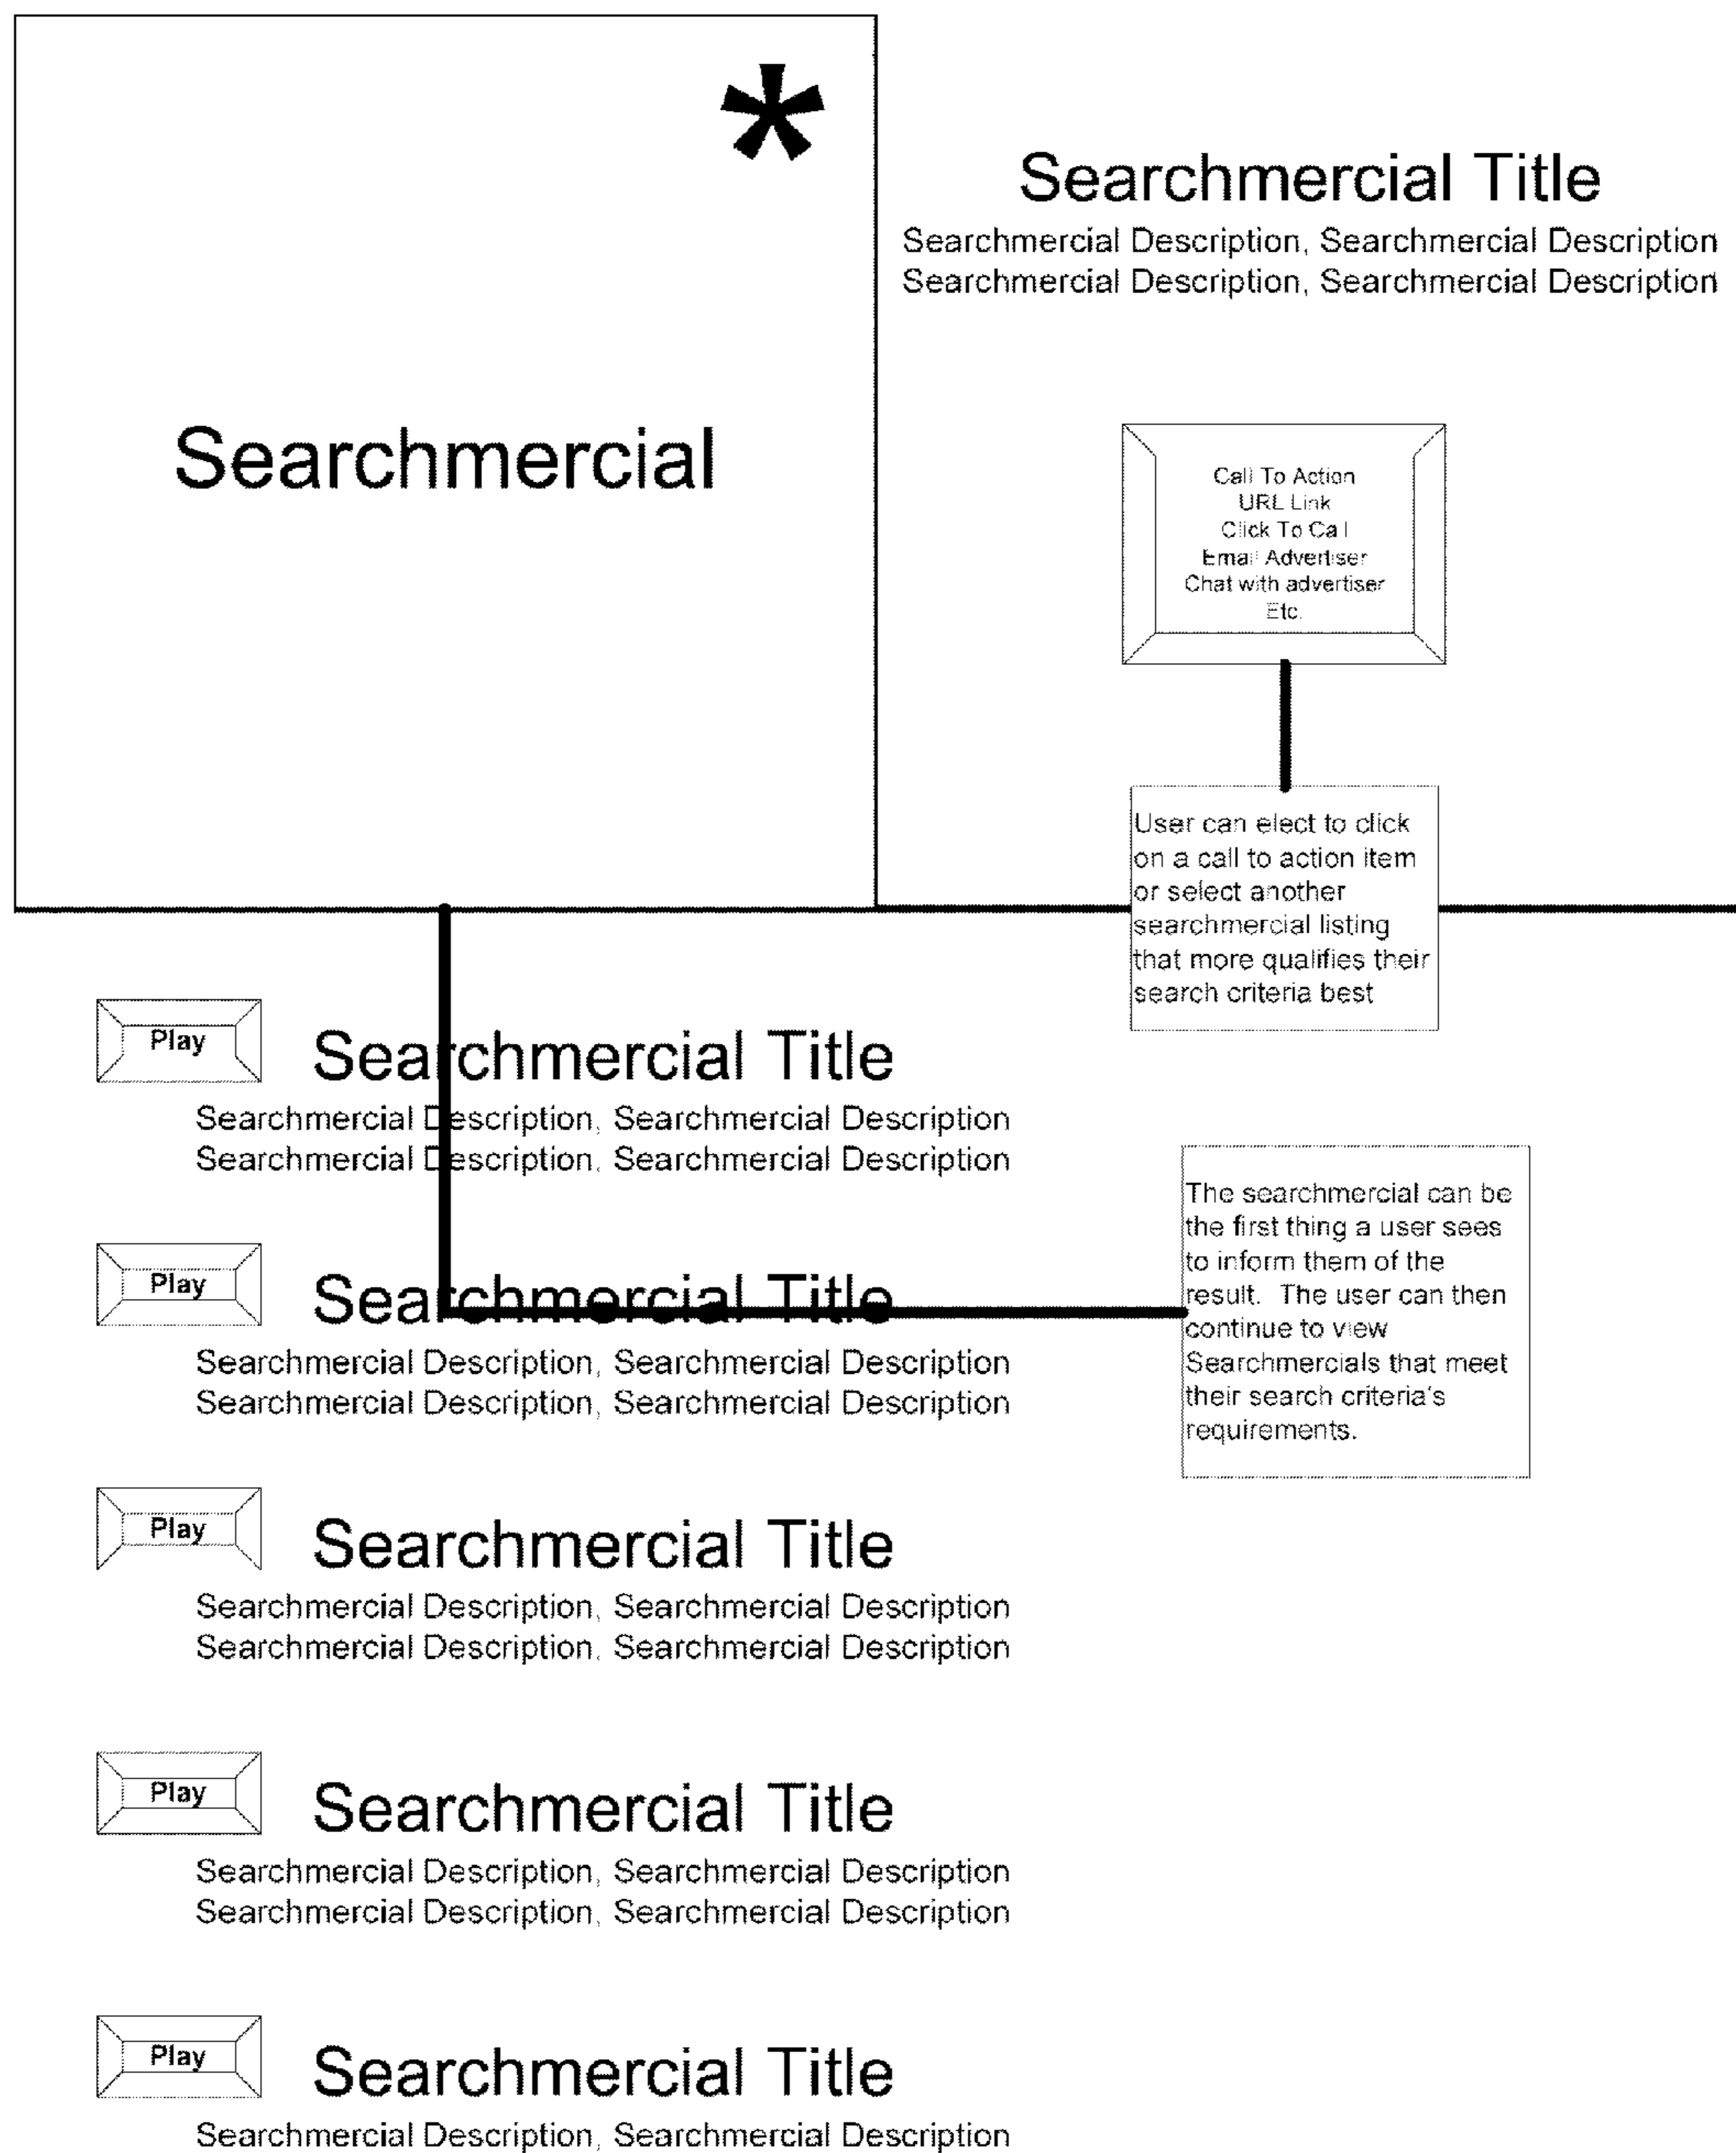 *
Searchmercial
Searchmercial Title
Searchmercial Description, Searchmercial Description
Searchmercial Description, Searchmercial Description
Call To Action
URL Link
Click To Call
Email Advertiser
Chat with advertiser
Etc.
User can elect to click
on a call to action item
or select another
searchmercial listing
that more qualifies their
search criteria best
Play
Searchmercial Title
Searchmercial Description, Searchmercial Description
Searchmercial Description, Searchmercial Description
Play
Searchmercial Title
Searchmercial Description, Searchmercial Description
Searchmercial Description, Searchmercial Description
The searchmercial can be
the first thing a user sees
to inform them of the
result. The user can then
continue to view
Searchmercials that meet
their search criteria's
requirements.
Play
Searchmercial Title
Searchmercial Description, Searchmercial Description
Searchmercial Description, Searchmercial Description
Play
Searchmercial Title
Searchmercial Description, Searchmercial Description
Searchmercial Description, Searchmercial Description
Play
Searchmercial Title
Searchmercial Description, Searchmercial Description